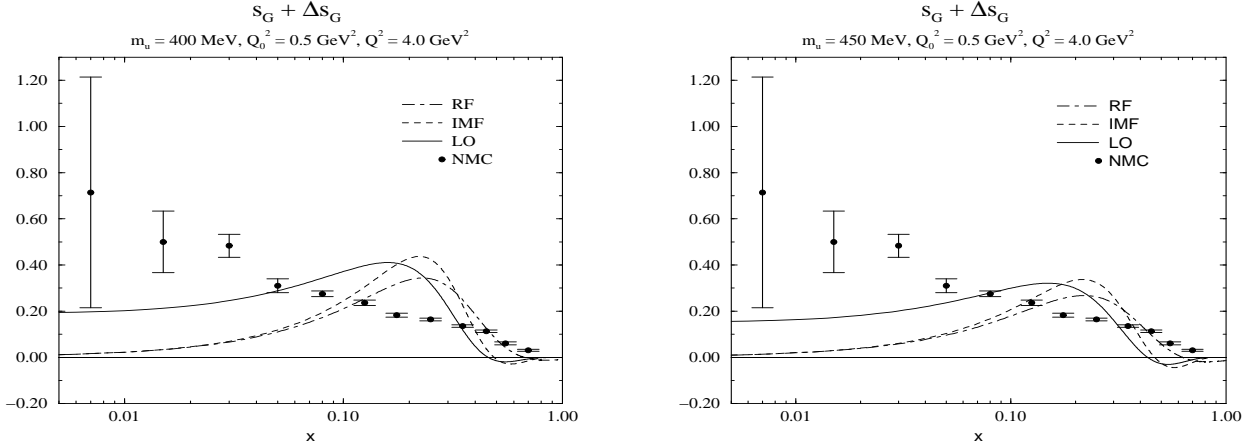 s_G + Δs_G
m_u = 400 MeV, Q_0^2 = 0.5 GeV^2, Q^2 = 4.0 GeV^2
1.20
1.00
0.80
0.60
0.40
0.20
0.00
−0.20
RF
IMF
LO
NMC
0.01
0.10
1.00
x
s_G + Δs_G
m_u = 450 MeV, Q_0^2 = 0.5 GeV^2, Q^2 = 4.0 GeV^2
1.20
1.00
0.80
0.60
0.40
0.20
0.00
−0.20
RF
IMF
LO
NMC
0.01
0.10
1.00
x